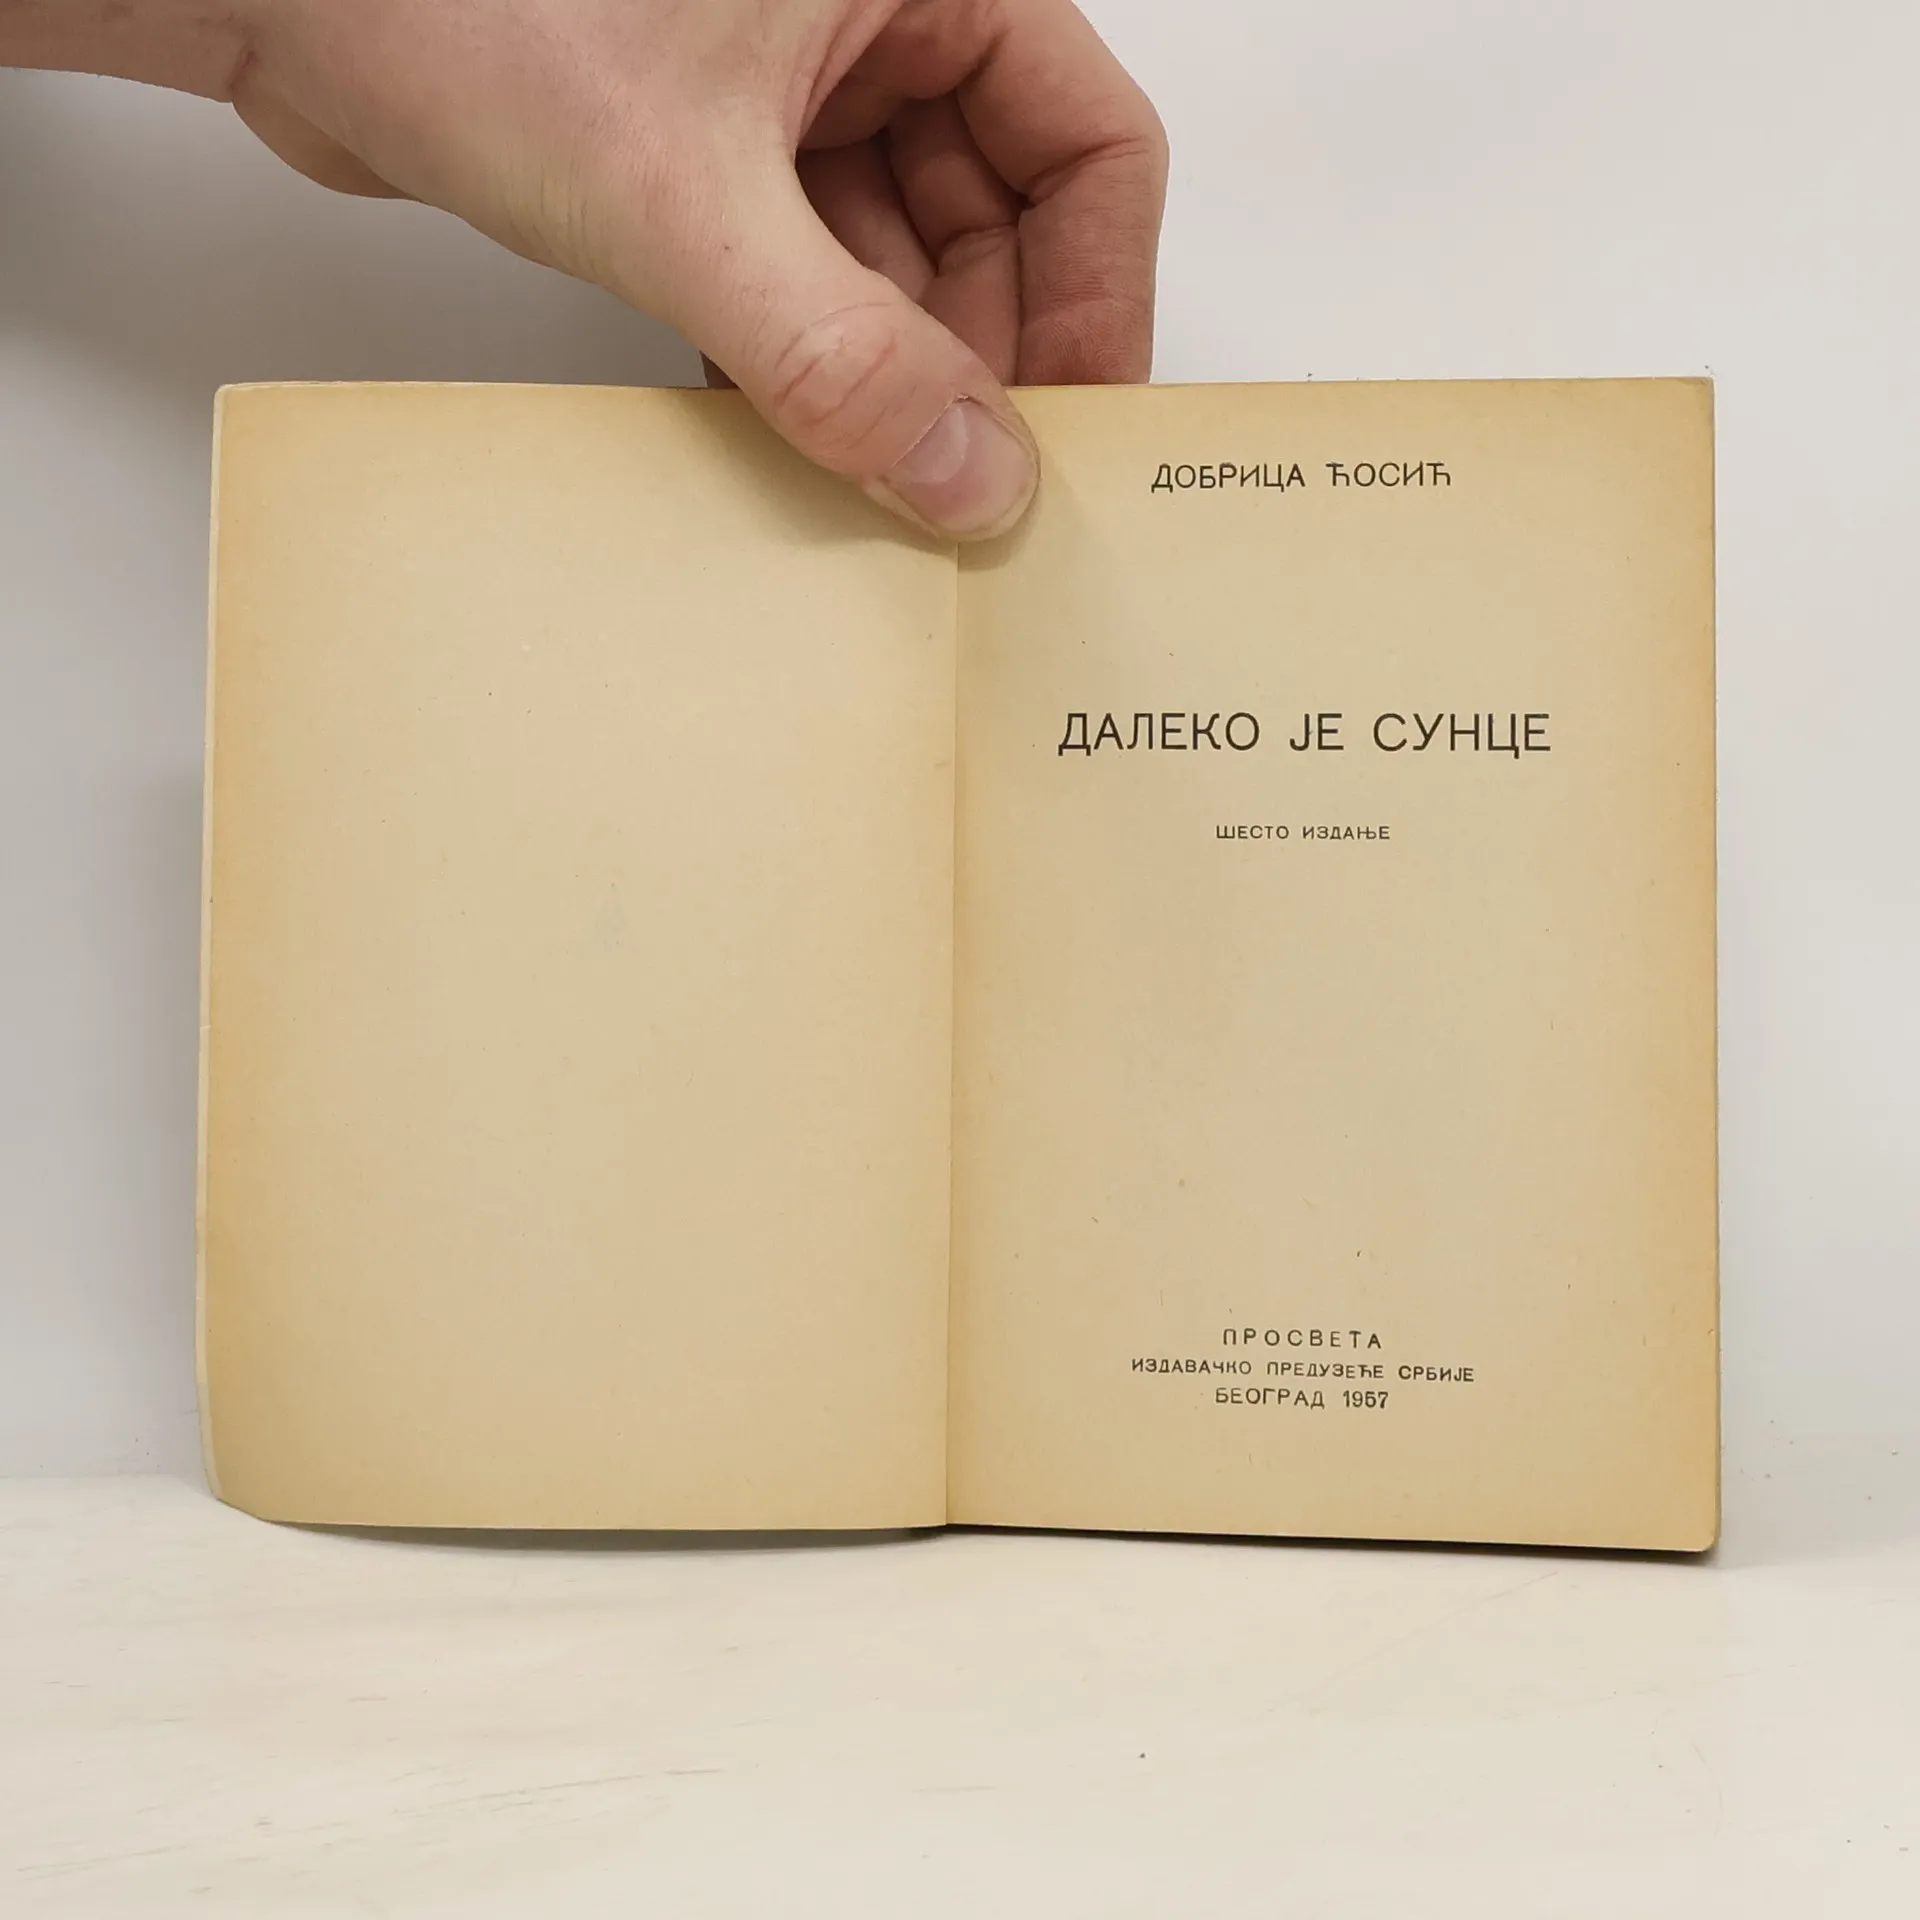 ДОБРИЦА ЋОСИЋ
ДАЛЕКО ЈЕ СУНЦЕ
ШЕСТО ИЗДАЊЕ
ПРОСВЕТА
ИЗДАВАЧКО ПРЕДУЗЕЋЕ СРБИЈЕ
БЕОГРАД 1957